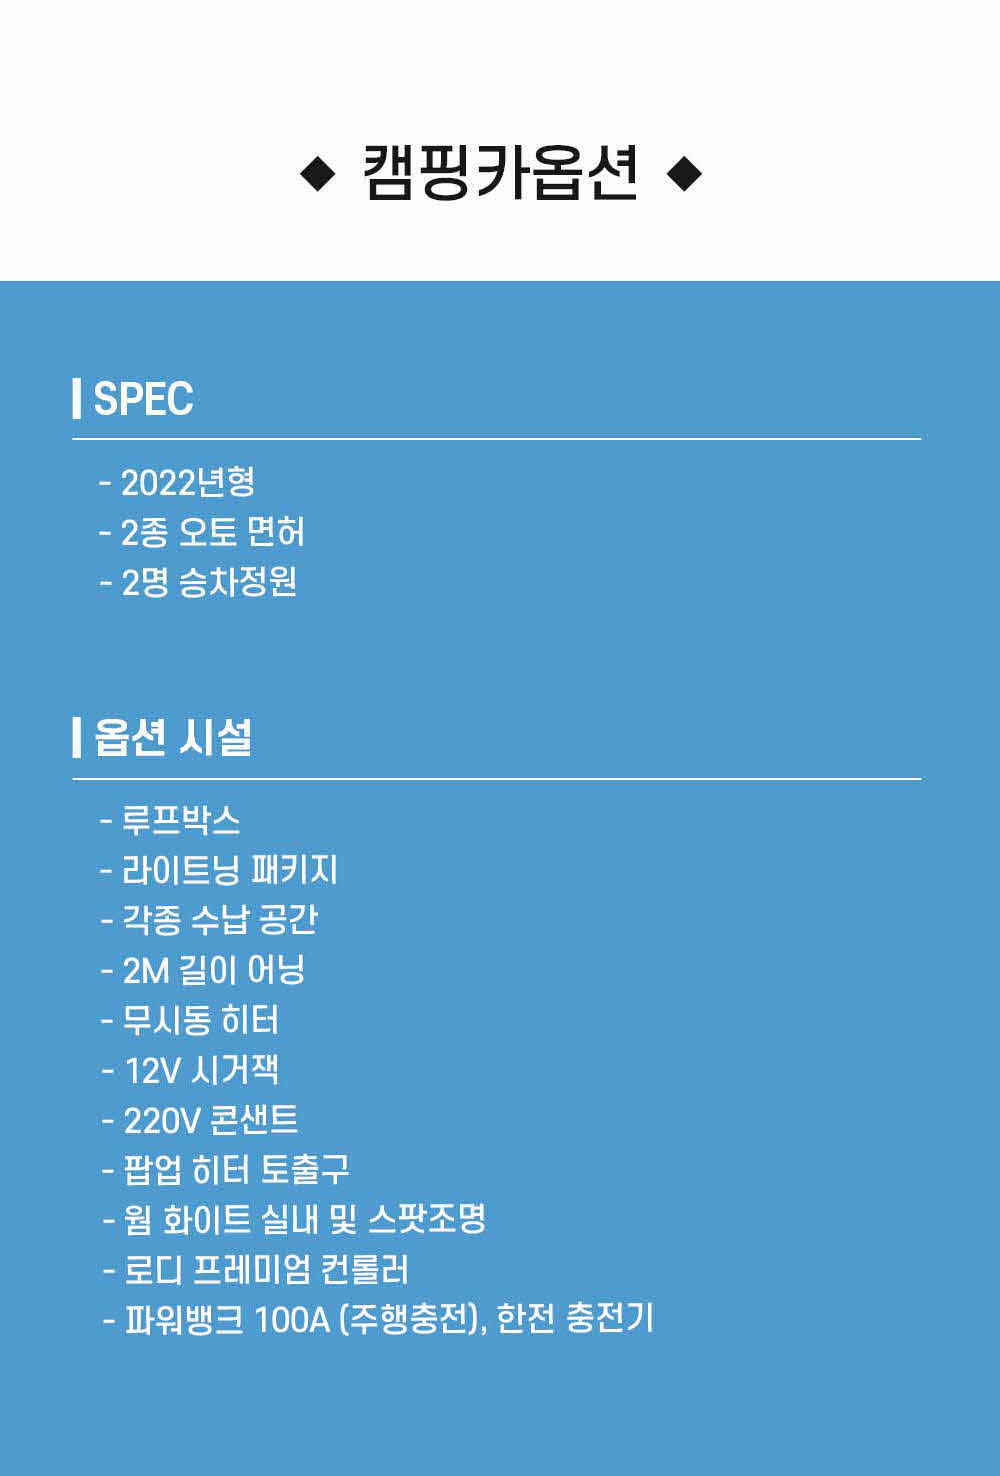 ◆ 캠핑카옵션 ◆
SPEC
- 2022년형
- 2종 오토 면허
- 2명 승차정원
옵션 시설
- 루프박스
- 라이트닝 패키지
- 각종 수납 공간
- 2M 길이 어닝
- 무시동 히터
- 12V 시거잭
- 220V 콘샌트
- 팝업 히터 토출구
- 웜 화이트 실내 및 스팟조명
- 로디 프레미엄 컨롤러
- 파워뱅크 100A (주행충전), 한전 충전기